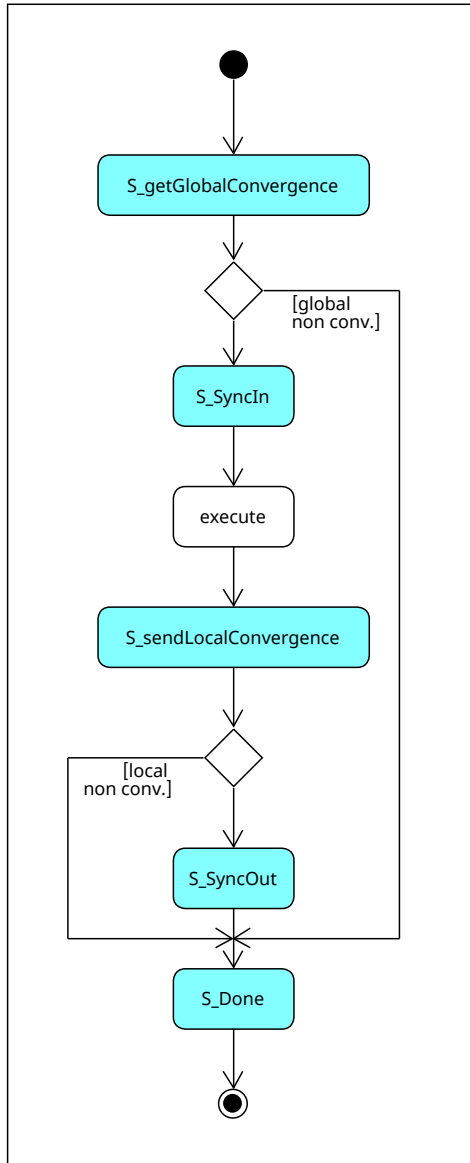 S_getGlobalConvergence
[global
non conv.]
S_SyncIn
execute
S_sendLocalConvergence
[local
non conv.]
S_SyncOut
S_Done